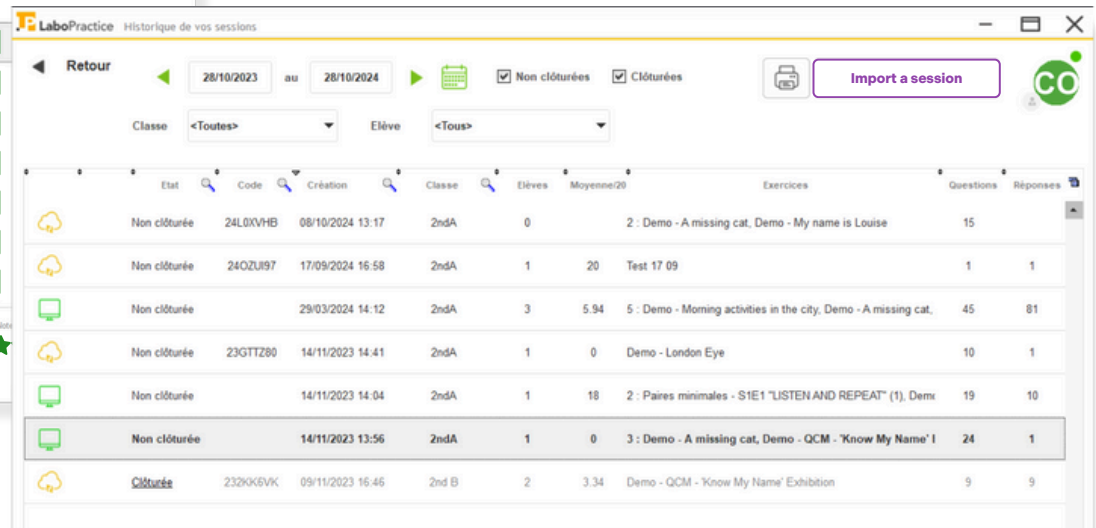 LaboPractice Historique de vos sessions
Retour 28/10/2023 au 28/10/2024 Non clôturées Clôturées Import a session CO
Classe <Toutes> Elève <Tous>
Etat Code Création Classe Elèves Moyenne/20 Exercices Questions Réponses
Non clôturée 24L0XVHB 08/10/2024 13:17 2ndA 0 2 : Demo - A missing cat, Demo - My name is Louise 15
Non clôturée 24OZUI97 17/09/2024 16:58 2ndA 1 20 Test 17 09 1 1
Non clôturée 29/03/2024 14:12 2ndA 3 5.94 5 : Demo - Morning activities in the city, Demo - A missing cat, 45 81
Non clôturée 23GTTZ80 14/11/2023 14:41 2ndA 1 0 Demo - London Eye 10 1
Non clôturée 14/11/2023 14:04 2ndA 1 18 2 : Paires minimales - S1E1 "LISTEN AND REPEAT" (1), Demo 19 10
Non clôturée 14/11/2023 13:56 2ndA 1 0 3 : Demo - A missing cat, Demo - QCM - 'Know My Name' 24 1
Clôturée 232KK6VK 09/11/2023 16:46 2nd B 2 3.34 Demo - QCM - 'Know My Name' Exhibition 9 9